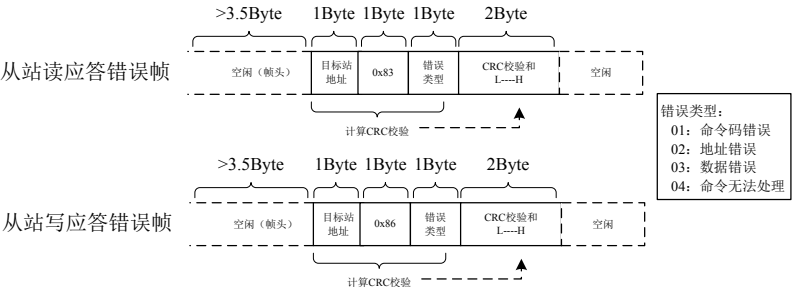 >3.5Byte 1Byte 1Byte 1Byte 2Byte
从站读应答错误帧
空闲（帧头）
目标站
地址
0x83
错误
类型
CRC校验和
L----H
空闲
计算CRC校验
错误类型：
01：命令码错误
02：地址错误
03：数据错误
04：命令无法处理
>3.5Byte 1Byte 1Byte 1Byte 2Byte
从站写应答错误帧
空闲（帧头）
目标站
地址
0x86
错误
类型
CRC校验和
L----H
空闲
计算CRC校验